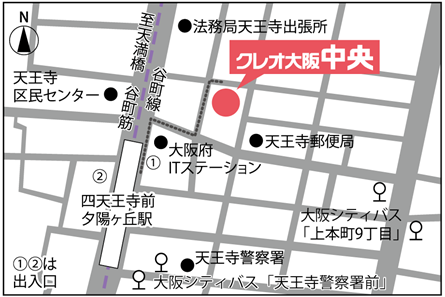 N
法務局天王寺出張所
至天満橋
谷町線
谷町筋
クレオ大阪中央
天王寺
区民センター
①
大阪府
ITステーション
天王寺郵便局
②
四天王寺前
夕陽ヶ丘駅
大阪シティバス
「上本町9丁目」
天王寺警察署
①②は
出入口
大阪シティバス「天王寺警察署前」